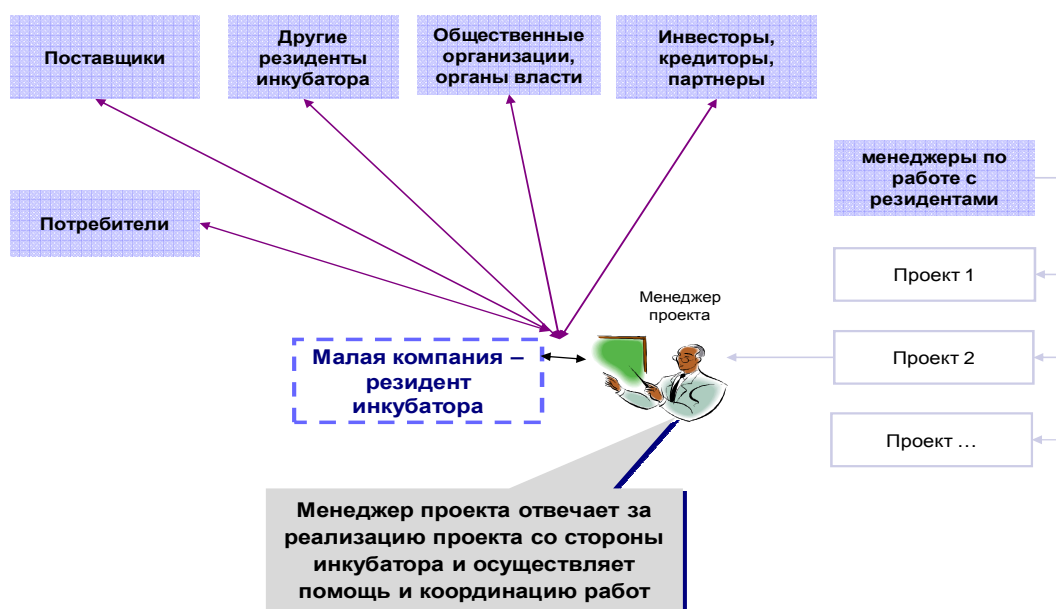 Поставщики
Другие
резиденты
инкубатора
Общественные
организации,
органы власти
Инвесторы,
кредиторы,
партнеры
менеджеры по
работе с
резидентами
Потребители
Проект 1
Менеджер
проекта
Малая компания –
резидент
инкубатора
Проект 2
Проект ...
Менеджер проекта отвечает за
реализацию проекта со стороны
инкубатора и осуществляет
помощь и координацию работ